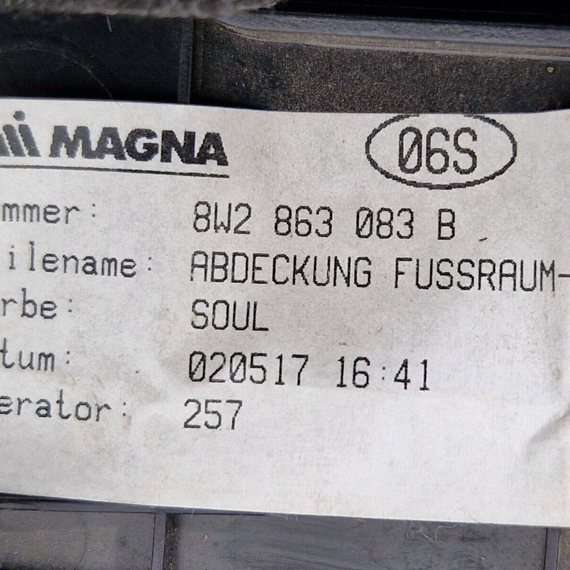 MAGNA 06S
mmer: 8W2 863 083 B
ilename: ABDECKUNG FUSSRAUM-
rbe: SOUL
tum: 020517 16:41
erator: 257